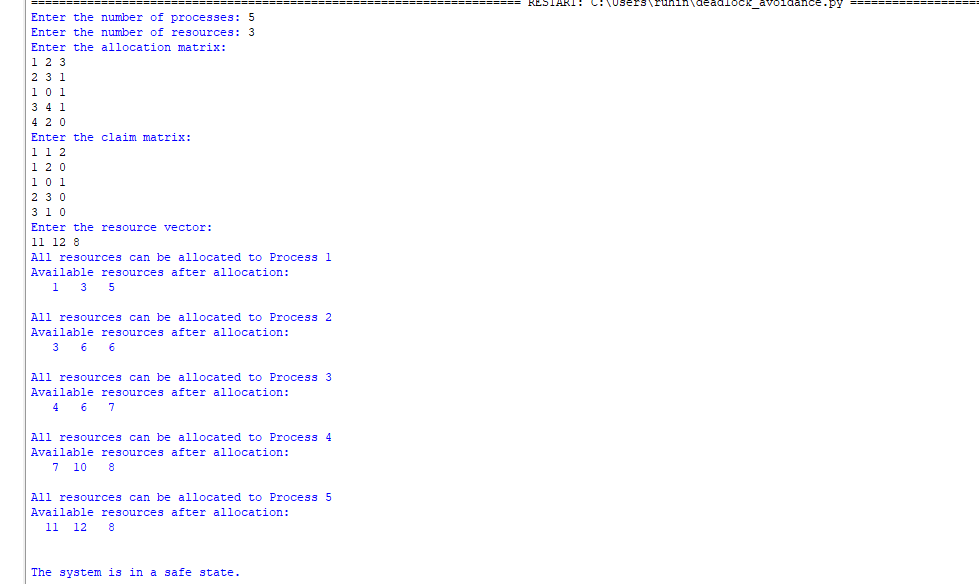 RESTART: C:\Users\ruhin\deadlock_avoidance.py
Enter the number of processes: 5
Enter the number of resources: 3
Enter the allocation matrix:
1 2 3
2 3 1
1 0 1
3 4 1
4 2 0
Enter the claim matrix:
1 1 2
1 2 0
1 0 1
2 3 0
3 1 0
Enter the resource vector:
11 12 8
All resources can be allocated to Process 1
Available resources after allocation:
1 3 5
All resources can be allocated to Process 2
Available resources after allocation:
3 6 6
All resources can be allocated to Process 3
Available resources after allocation:
4 6 7
All resources can be allocated to Process 4
Available resources after allocation:
7 10 8
All resources can be allocated to Process 5
Available resources after allocation:
11 12 8
The system is in a safe state.